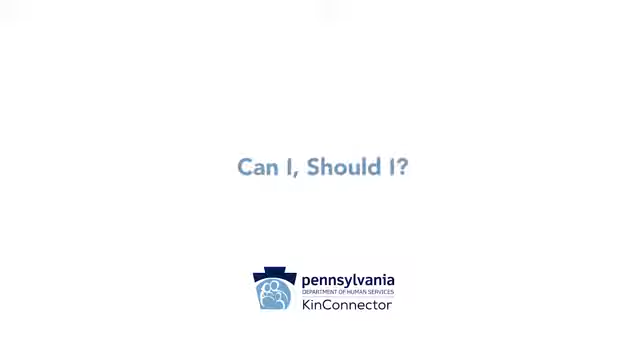 Can I, Should I?
pennsylvania
DEPARTMENT OF HUMAN SERVICES
KinConnector